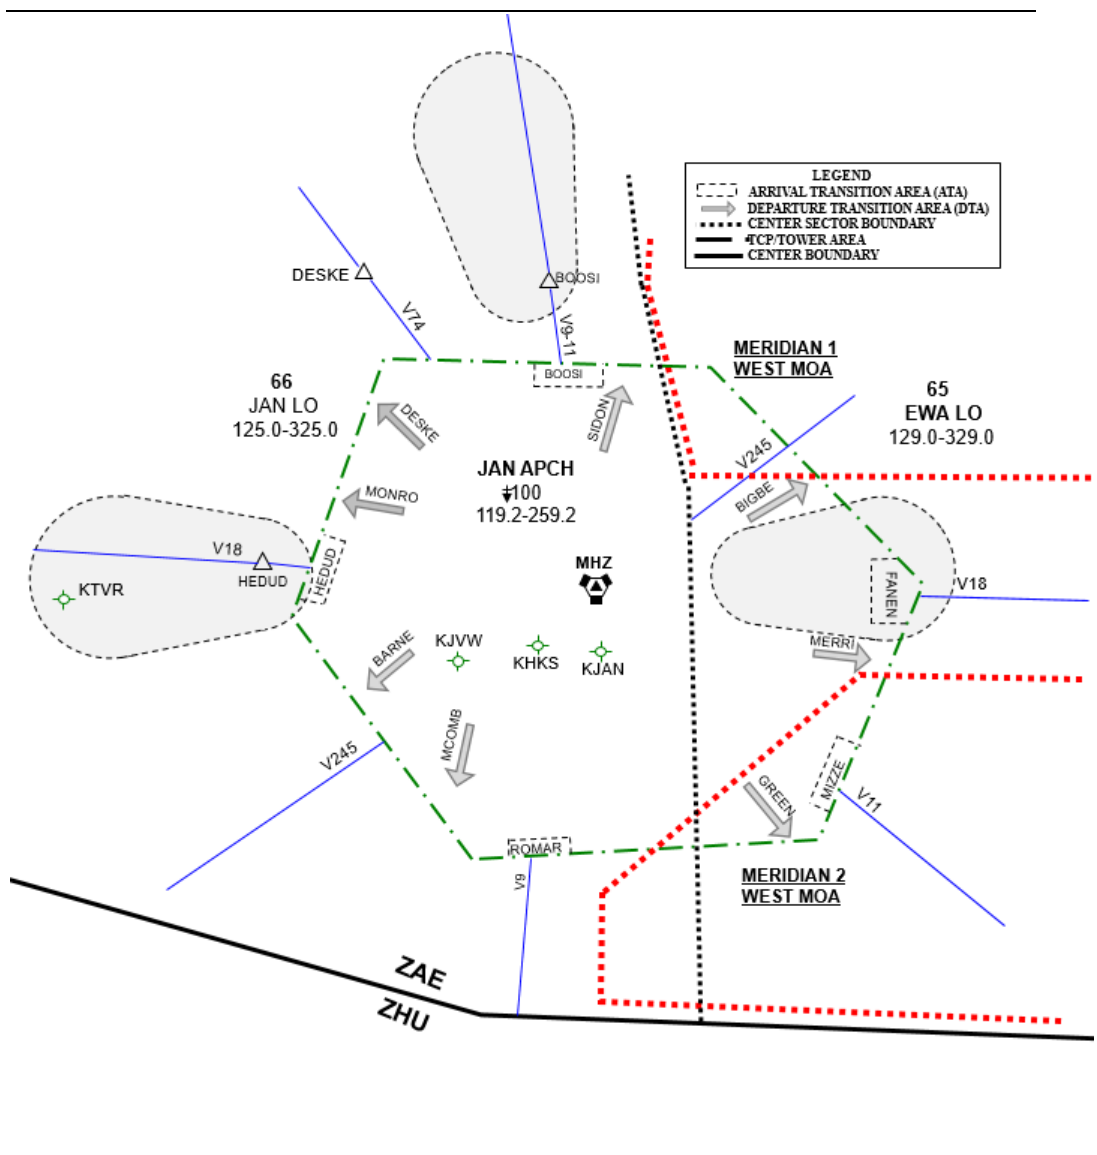 LEGEND
ARRIVAL TRANSITION AREA (ATA)
DEPARTURE TRANSITION AREA (DTA)
CENTER SECTOR BOUNDARY
TCP/TOWER AREA
CENTER BOUNDARY
DESKE
BOOSI
V74
V9-11
MERIDIAN 1
WEST MOA
BOOSI
66
JAN LO
125.0-325.0
65
EWA LO
129.0-329.0
DESKE
SIDON
V245
JAN APCH
100
119.2-259.2
MONRO
BIGBE
V18
HEDUD
HEDUD
MHZ
FANEN
V18
KTVR
BARNE
KJVW
KHKS
KJAN
MERRI
MCOMB
V245
MIZZE
GREEN
V11
ROMAR
V9
MERIDIAN 2
WEST MOA
ZAE
ZHU